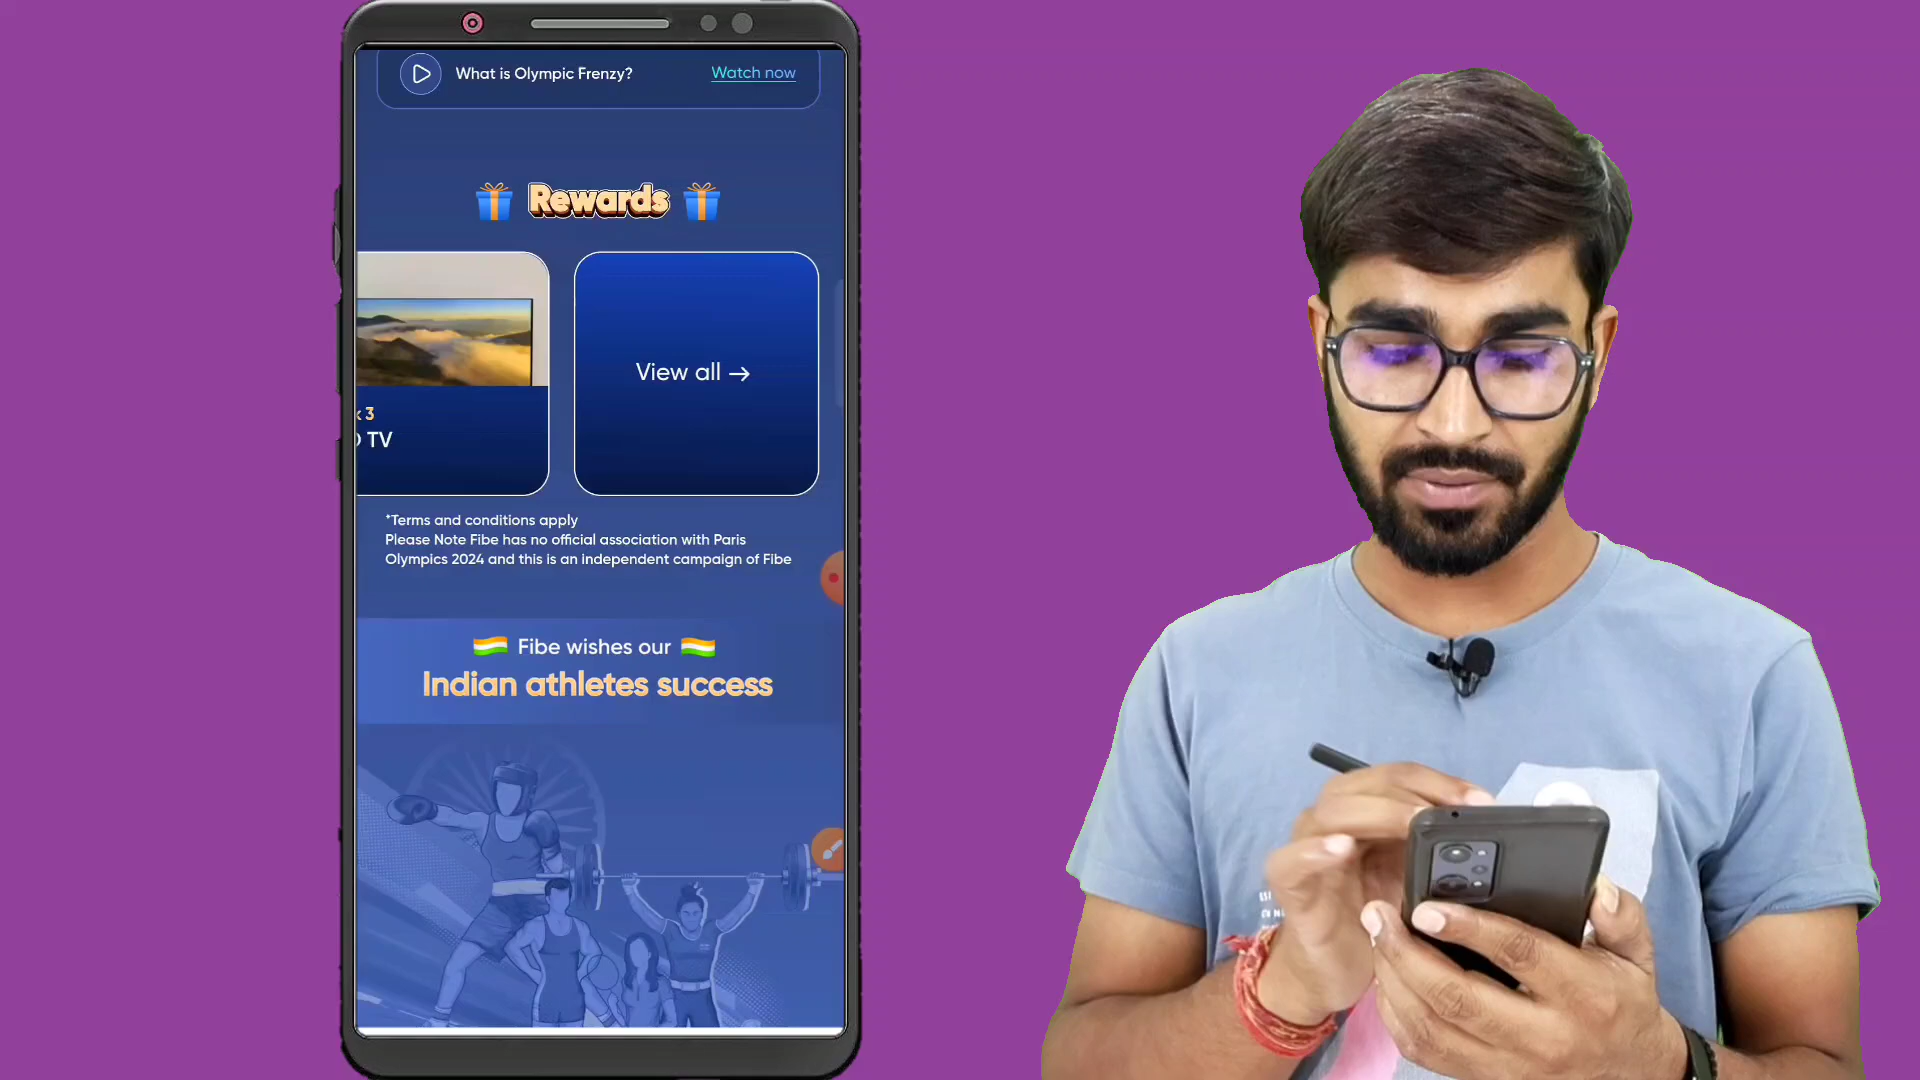 What is Olympic Frenzy?
Watch now
Rewards
View all →
3
TV
*Terms and conditions apply
Please Note Fibe has no official association with Paris
Olympics 2024 and this is an independent campaign of Fibe
Fibe wishes our
Indian athletes success